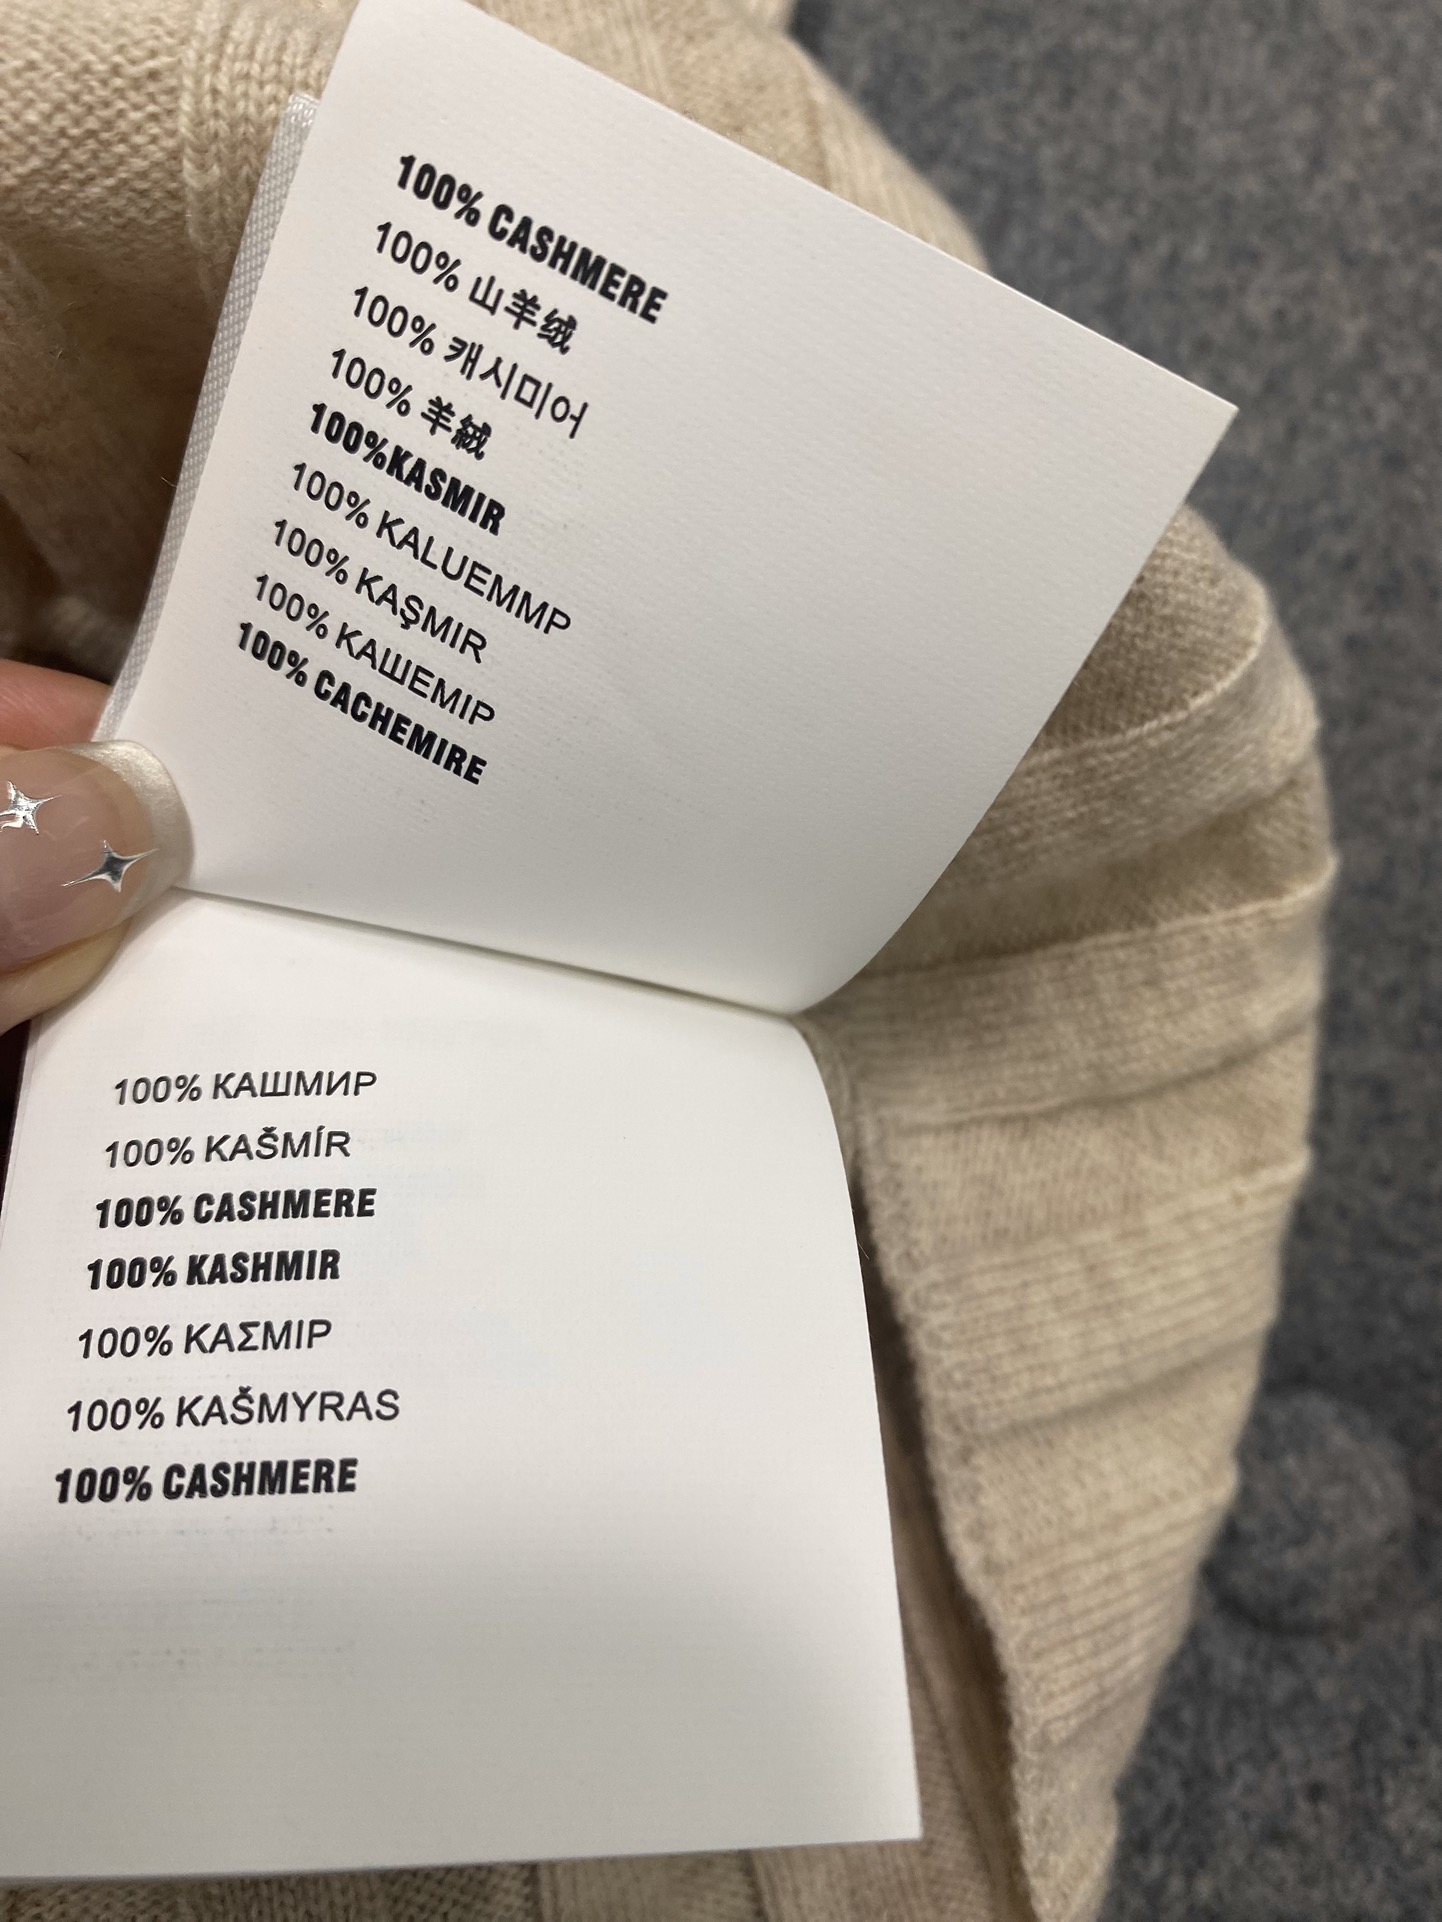 100% CASHMERE
100% 山羊绒
100% 캐시미어
100% 羊絨
100%KASMIR
100% KALUEMMP
100% KAŞMIR
100% КАШЕМІР
100% CACHEMIRE
100% КАШМИР
100% KAŠMÍR
100% CASHMERE
100% KASHMIR
100% ΚΑΣΜΙΡ
100% KAŠMYRAS
100% CASHMERE